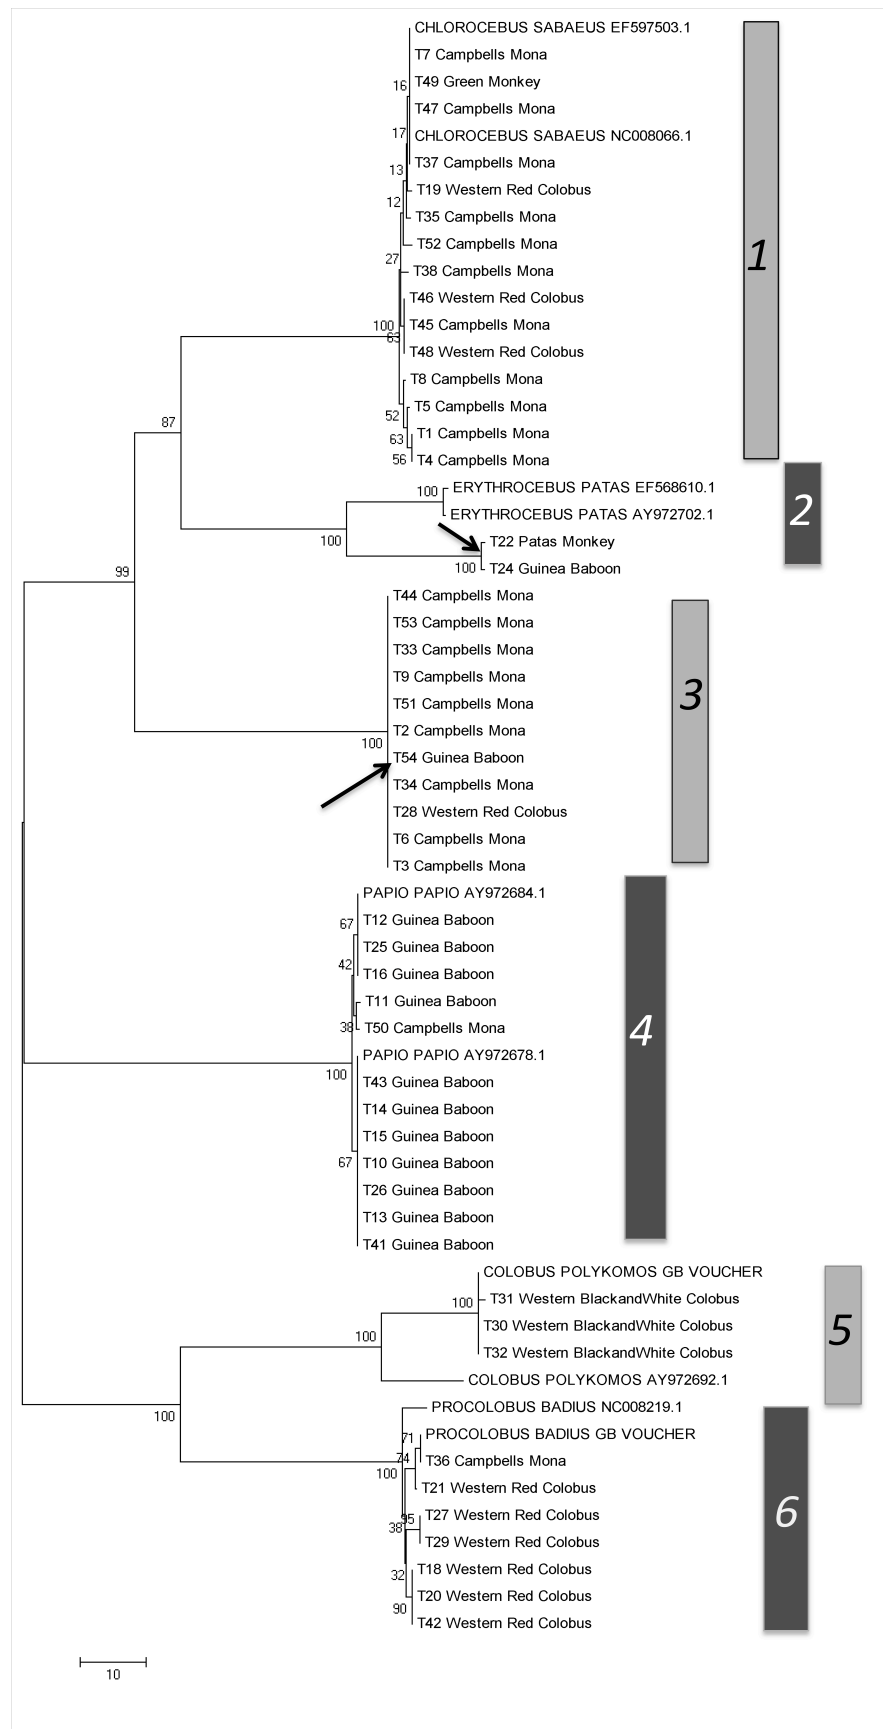 CHLOROCEBUS SABAEUS EF597503.1
T7 Campbells Mona
16
T49 Green Monkey
T47 Campbells Mona
17
CHLOROCEBUS SABAEUS NC008066.1
T37 Campbells Mona
13
T19 Western Red Colobus
12
T35 Campbells Mona
T52 Campbells Mona
1
27
T38 Campbells Mona
T46 Western Red Colobus
100
T45 Campbells Mona
63
T48 Western Red Colobus
T8 Campbells Mona
T5 Campbells Mona
52
87
T1 Campbells Mona
63
T4 Campbells Mona
56
ERYTHROCEBUS PATAS EF568610.1
100
2
ERYTHROCEBUS PATAS AY972702.1
T22 Patas Monkey
100
T24 Guinea Baboon
100
99
T44 Campbells Mona
T53 Campbells Mona
T33 Campbells Mona
T9 Campbells Mona
3
T51 Campbells Mona
T2 Campbells Mona
100
T54 Guinea Baboon
T34 Campbells Mona
T28 Western Red Colobus
T6 Campbells Mona
T3 Campbells Mona
PAPIO PAPIO AY972684.1
T12 Guinea Baboon
67
T25 Guinea Baboon
42
T16 Guinea Baboon
T11 Guinea Baboon
38
T50 Campbells Mona
4
PAPIO PAPIO AY972678.1
100
T43 Guinea Baboon
T14 Guinea Baboon
T15 Guinea Baboon
67
T10 Guinea Baboon
T26 Guinea Baboon
T13 Guinea Baboon
T41 Guinea Baboon
COLOBUS POLYKOMOS GB VOUCHER
100
T31 Western BlackandWhite Colobus
T30 Western BlackandWhite Colobus
5
100
T32 Western BlackandWhite Colobus
COLOBUS POLYKOMOS AY972692.1
100
PROCOLOBUS BADIUS NC008219.1
71
PROCOLOBUS BADIUS GB VOUCHER
74
T36 Campbells Mona
100
T21 Western Red Colobus
6
95
T27 Western Red Colobus
38
T29 Western Red Colobus
T18 Western Red Colobus
32
T20 Western Red Colobus
90
T42 Western Red Colobus
10